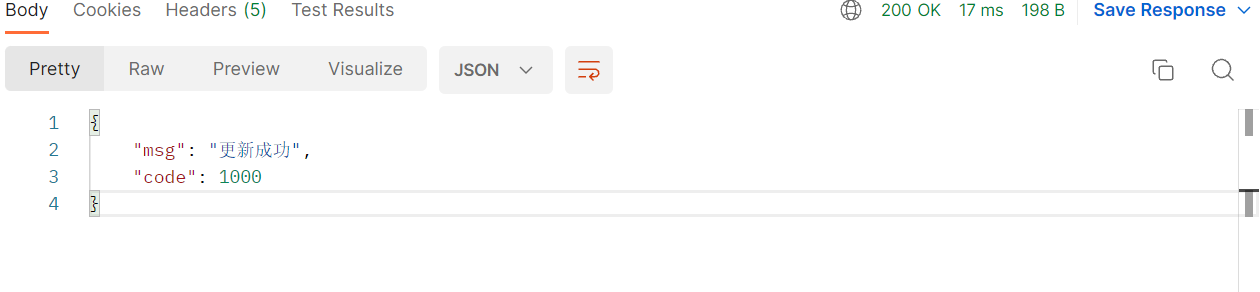 Body Cookies Headers (5) Test Results 200 OK 17 ms 198 B Save Response
Pretty Raw Preview Visualize JSON
1 {
2 "msg": "更新成功",
3 "code": 1000
4 }